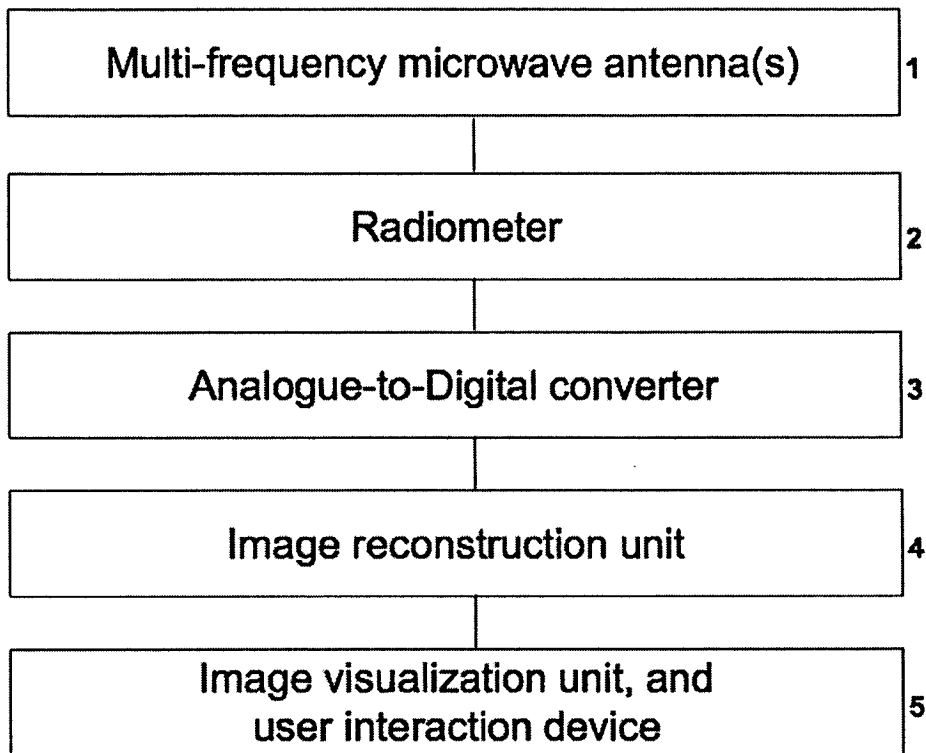 Multi-frequency microwave antenna(s)
1
Radiometer
2
Analogue-to-Digital converter
3
Image reconstruction unit
4
Image visualization unit, and
user interaction device
5